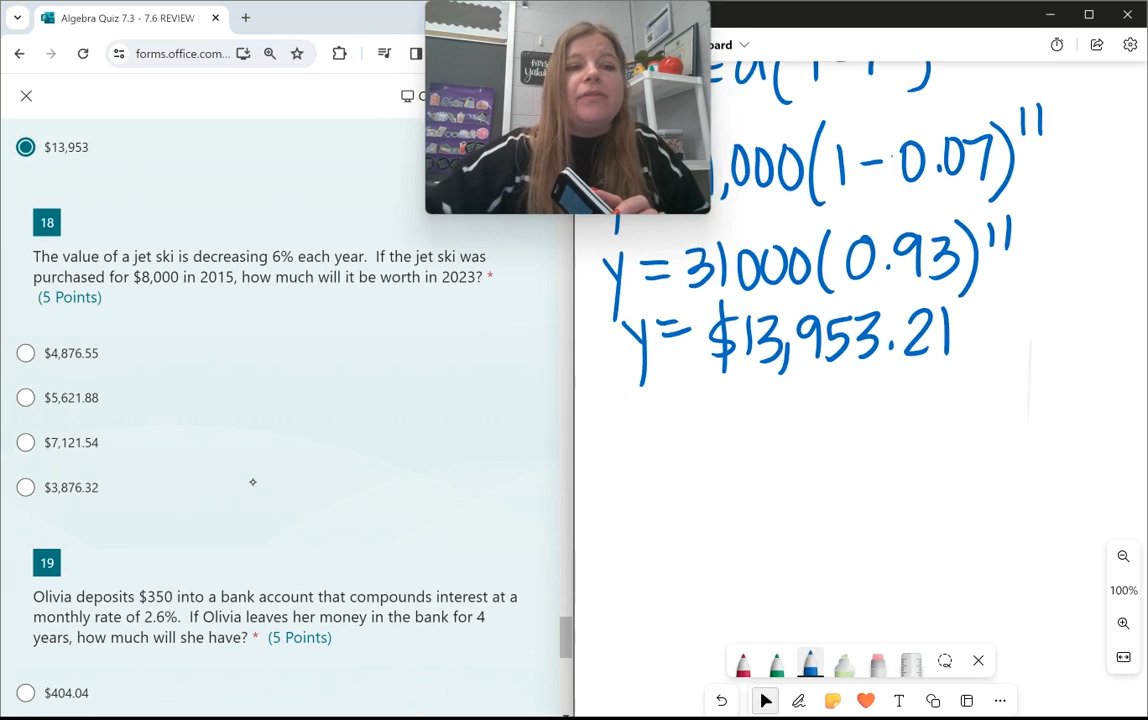 Algebra Quiz 7.3 - 7.6 REVIEW (
forms.office.com...
$13,953
18
The value of a jet ski is decreasing 6% each year. If the jet ski was
purchased for $8,000 in 2015, how much will it be worth in 2023? *
(5 Points)
$4,876.55
$5,621.88
$7,121.54
$3,876.32
19
Olivia deposits $350 into a bank account that compounds interest at a
monthly rate of 2.6%. If Olivia leaves her money in the bank for 4
years, how much will she have? * (5 Points)
$404.04
,000(1-0.07)^11
y = 31000(0.93)^11
y = $13,953.21
100%